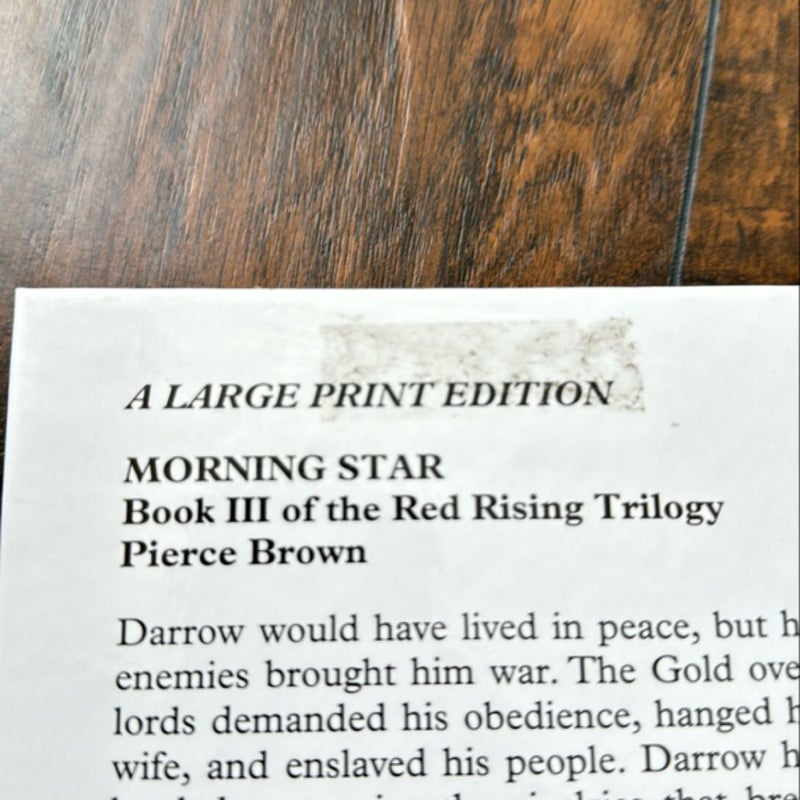 A LARGE PRINT EDITION
MORNING STAR
Book III of the Red Rising Trilogy
Pierce Brown
Darrow would have lived in peace, but
enemies brought him war. The Gold
lords demanded his obedience, hanged
wife, and enslaved his people. Darrow